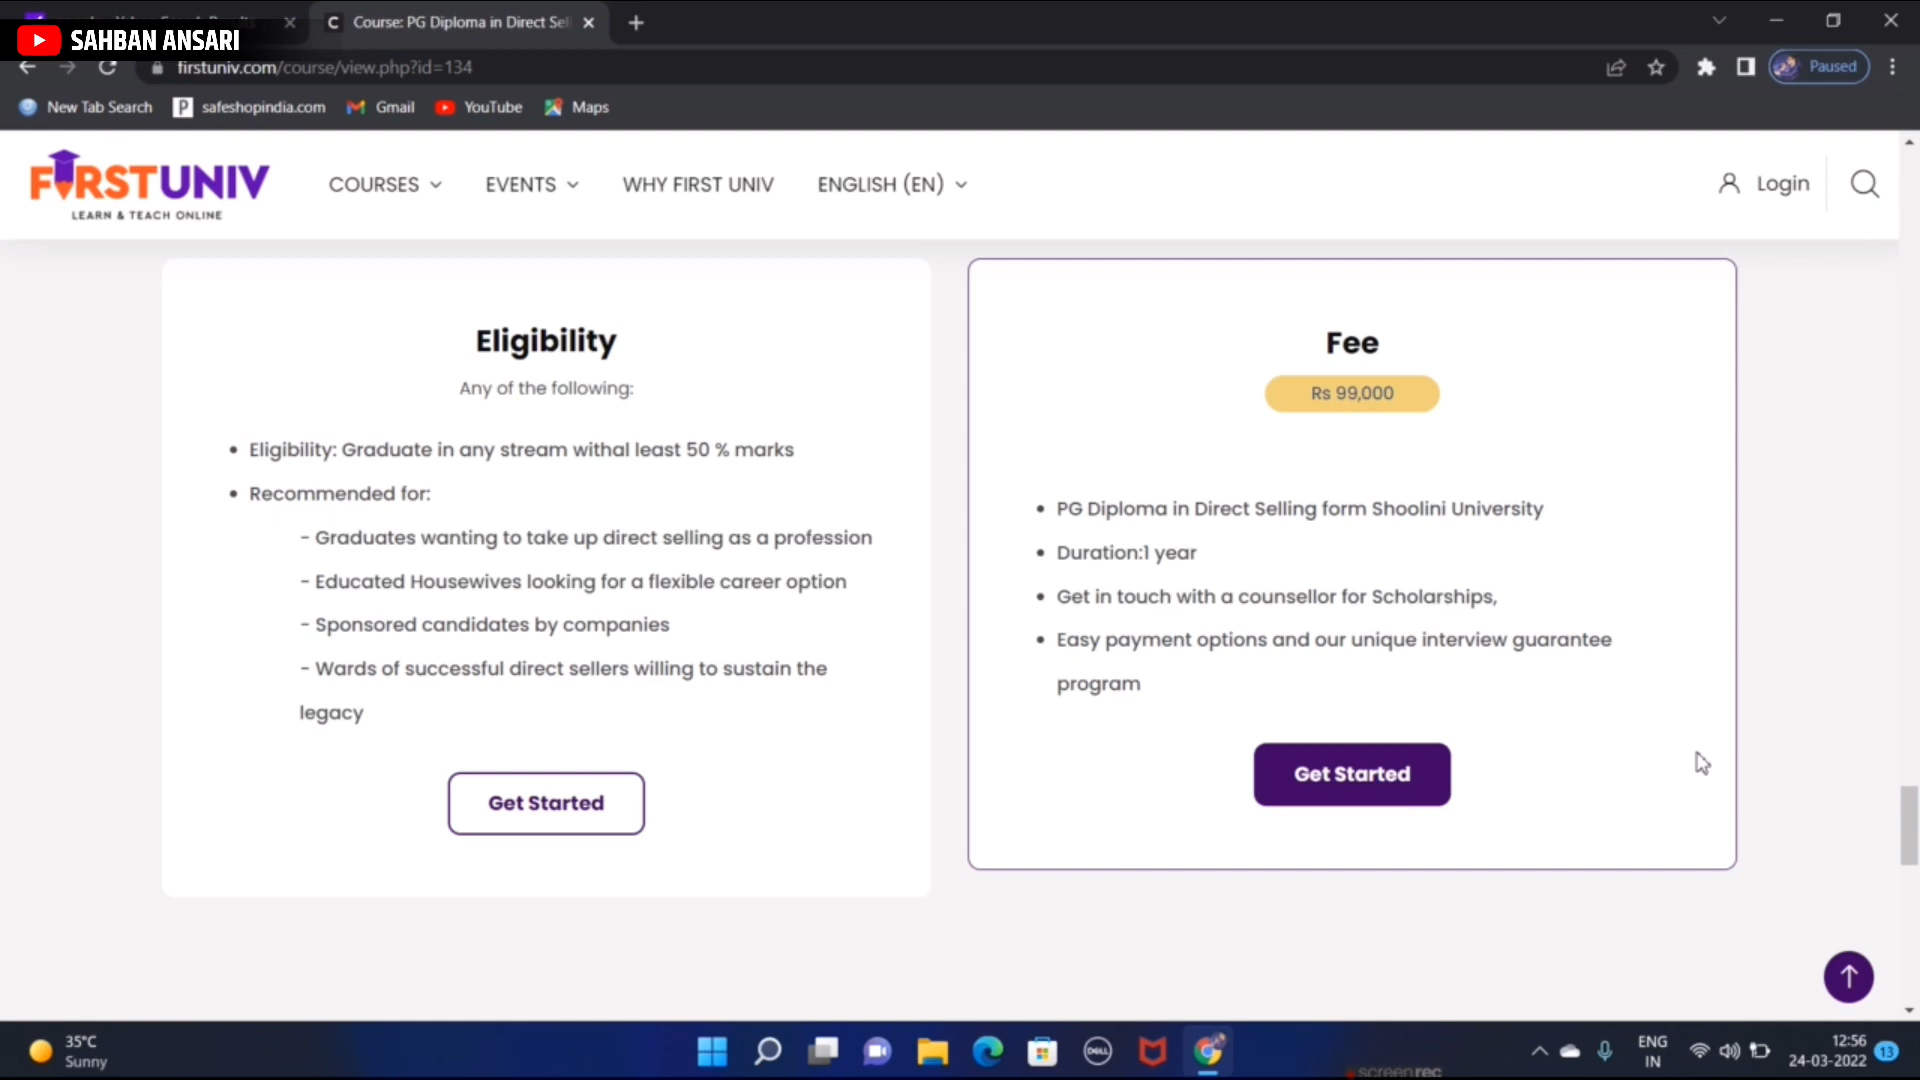 SAHBAN ANSARI
C Course: PG Diploma in Direct Sel
firstuniv.com/course/view.php?id=134
Paused
New Tab Search
safeshopindia.com
Gmail
YouTube
Maps
FIRSTUNIV
LEARN & TEACH ONLINE
COURSES
EVENTS
WHY FIRST UNIV
ENGLISH (EN)
Login
Eligibility
Any of the following:
• Eligibility: Graduate in any stream withal least 50 % marks
• Recommended for:
- Graduates wanting to take up direct selling as a profession
- Educated Housewives looking for a flexible career option
- Sponsored candidates by companies
- Wards of successful direct sellers willing to sustain the
legacy
Get Started
Fee
Rs 99,000
• PG Diploma in Direct Selling form Shoolini University
• Duration:1 year
• Get in touch with a counsellor for Scholarships,
• Easy payment options and our unique interview guarantee
program
Get Started
35°C
Sunny
DELL
screenrec
ENG
IN
12:56
24-03-2022
13